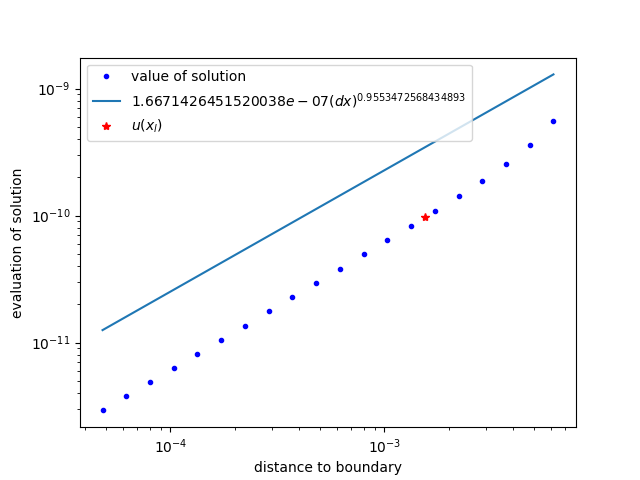 value of solution
1.6671426451520038e − 07(dx)^0.9553472568434893
u(x_l)
10^−9
10^−10
10^−11
10^−4
10^−3
evaluation of solution
distance to boundary